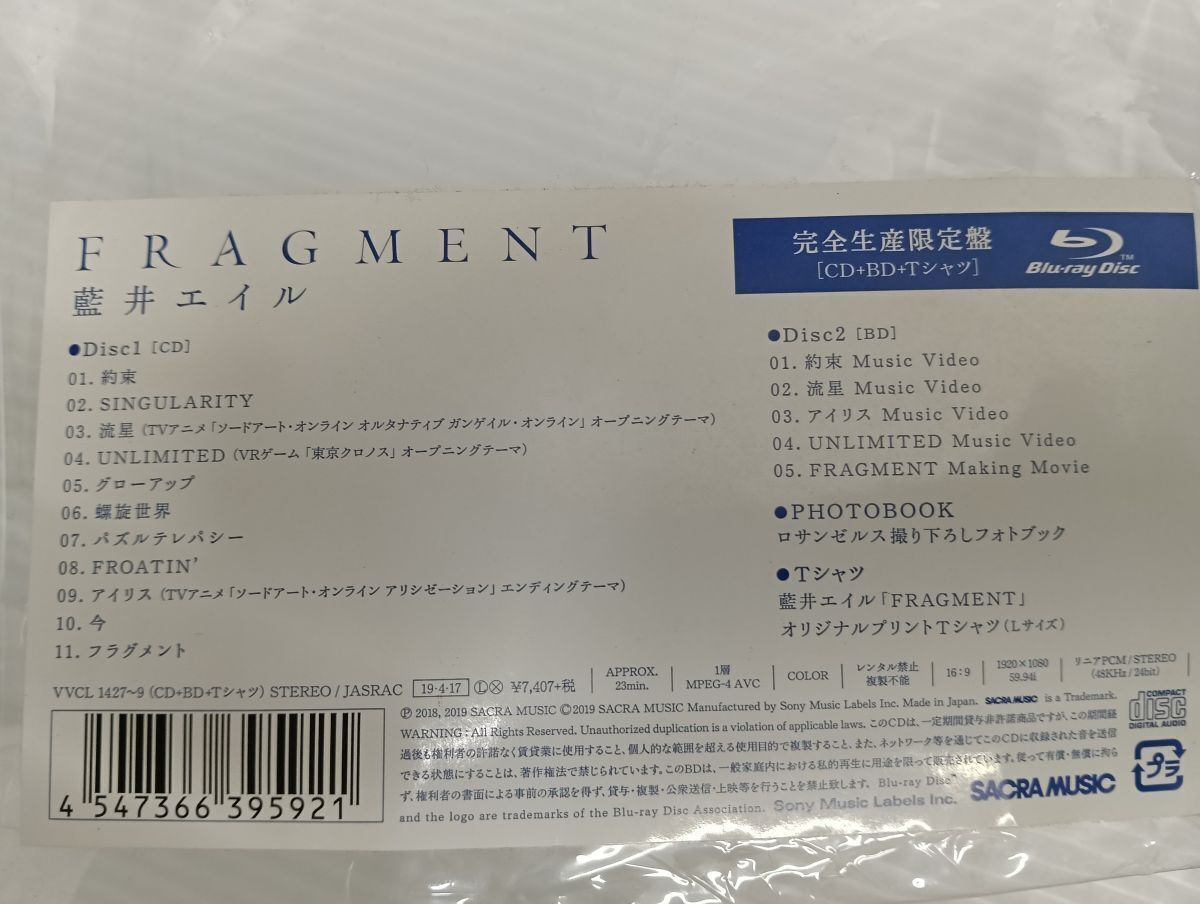 FRAGMENT
藍井エイル
●Disc1 [CD]
01. 約束
02. SINGULARITY
03. 流星 (TVアニメ「ソードアート・オンライン オルタナティブ ガンゲイル・オンライン」オープニングテーマ)
04. UNLIMITED (VRゲーム「東京クロノス」オープニングテーマ)
05. グローアップ
06. 螺旋世界
07. パズルテレパシー
08. FROATIN'
09. アイリス (TVアニメ「ソードアート・オンライン アリシゼーション」エンディングテーマ)
10. 今
11. フラグメント
完全生産限定盤
[CD+BD+Tシャツ]
Blu-ray Disc™
●Disc2 [BD]
01. 約束 Music Video
02. 流星 Music Video
03. アイリス Music Video
04. UNLIMITED Music Video
05. FRAGMENT Making Movie
●PHOTOBOOK
ロサンゼルス撮り下ろしフォトブック
●Tシャツ
藍井エイル「FRAGMENT」
オリジナルプリントTシャツ(Lサイズ)
VVCL 1427~9 (CD+BD+Tシャツ) STEREO / JASRAC 19・4・17 Ⓛ Ⓧ ¥7,407+税
APPROX. 23min.
1層 MPEG-4 AVC
COLOR
レンタル禁止 複製不能
16:9
1920×1080 59.94i
リニアPCM/STEREO (48KHz/24bit)
4 547366 395921
℗ 2018, 2019 SACRA MUSIC © 2019 SACRA MUSIC Manufactured by Sony Music Labels Inc. Made in Japan. SACRA MUSIC is a Trademark.
WARNING : All Rights Reserved. Unauthorized duplication is a violation of applicable laws. このCDは、一定期間貸与非許諾商品ですが、この期間経
過後も権利者の許諾なく賃貸業に使用すること、個人的な範囲を超える使用目的で複製すること、また、ネットワーク等を通じてこのCDに収録された音を送信
できる状態にすることは、著作権法で禁じられています。このBDは、一般家庭内における私的再生に用途を限って販売されています。従って有償・無償に拘ら
ず、権利者の書面による事前の承認を得ず、貸与・複製・公衆送信・上映等を行うことを禁止致します。 Blu-ray Disc™
and the logo are trademarks of the Blu-ray Disc Association. Sony Music Labels Inc.
SACRA MUSIC
COMPACT disc DIGITAL AUDIO
プラ